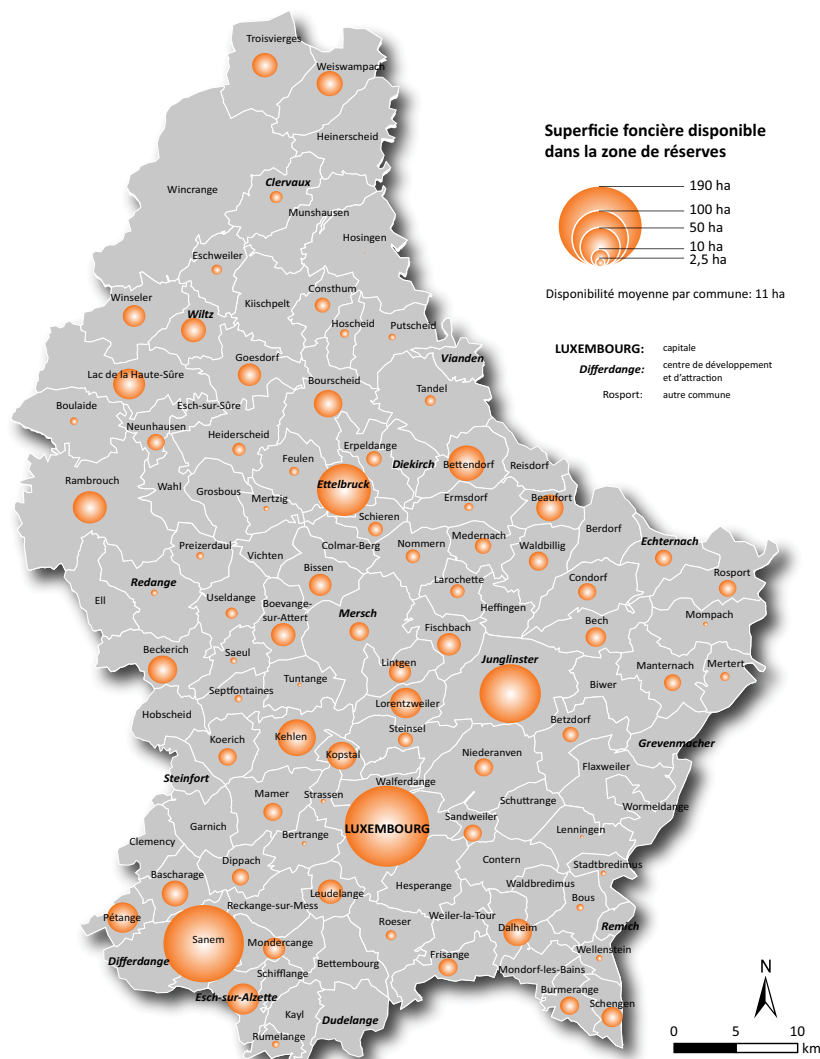 Troisvierges
Weiswampach
Heinerscheid
Wincrange
Clervaux
Munshausen
Hosingen
Eschweiler
Consthum
Winseler
Wiltz
Kiischpelt
Hoscheid
Putscheid
Vianden
Lac de la Haute-Sûre
Goesdorf
Bourscheid
Tandel
Boulaide
Esch-sur-Sûre
Neunhausen
Heiderscheid
Erpeldange
Feulen
Diekirch
Bettendorf
Reisdorf
Rambrouch
Wahl
Grosbous
Mertzig
Ettelbruck
Ermsdorf
Beaufort
Schieren
Berdorf
Preizerdaul
Vichten
Colmar-Berg
Nommern
Medernach
Waldbillig
Echternach
Bissen
Redange
Larochette
Condorf
Rosport
Ell
Useldange
Boevange-
sur-Attert
Mersch
Heffingen
Mompach
Fischbach
Bech
Beckerich
Saeul
Lintgen
Junglinster
Manternach
Mertert
Tuntange
Biwer
Septfontaines
Lorentzweiler
Hobscheid
Betzdorf
Koerich
Kehlen
Steinsel
Grevenmacher
Kopstal
Niederanven
Flaxweiler
Steinfort
Walferdange
Mamer
Strassen
Schuttrange
Wormeldange
Garnich
LUXEMBOURG
Sandweiler
Lenningen
Clemency
Bertrange
Dippach
Contern
Stadtbredimus
Bascharage
Leudelange
Hesperange
Waldbredimus
Reckange-sur-Mess
Bous
Pétange
Roeser
Weiler-la-Tour
Dalheim
Remich
Sanem
Mondercange
Wellenstein
Differdange
Bettembourg
Frisange
Mondorf-les-Bains
Schifflange
Burmerange
Esch-sur-Alzette
Schengen
Kayl
Dudelange
Rumelange
Superficie foncière disponible
dans la zone de réserves
190 ha
100 ha
50 ha
10 ha
2,5 ha
Disponibilité moyenne par commune: 11 ha
LUXEMBOURG: capitale
Differdange: centre de développement
et d'attraction
Rosport: autre commune
N
0 5 10
km